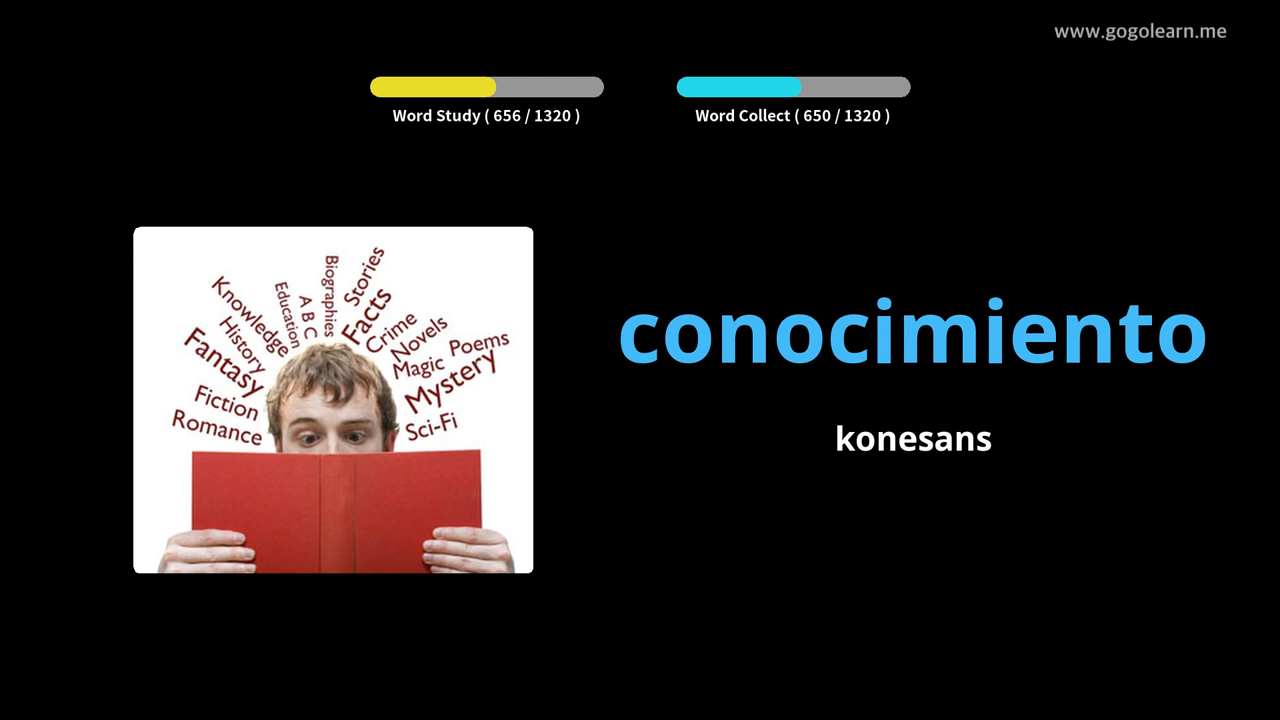 www.gogolearn.me
Word Study ( 656 / 1320 )
Word Collect ( 650 / 1320 )
Knowledge
Education
A B C
Biographies
Stories
Facts
Crime
Novels
Poems
History
Fantasy
Magic
Mystery
Fiction
Romance
Sci-Fi
conocimiento
konesans